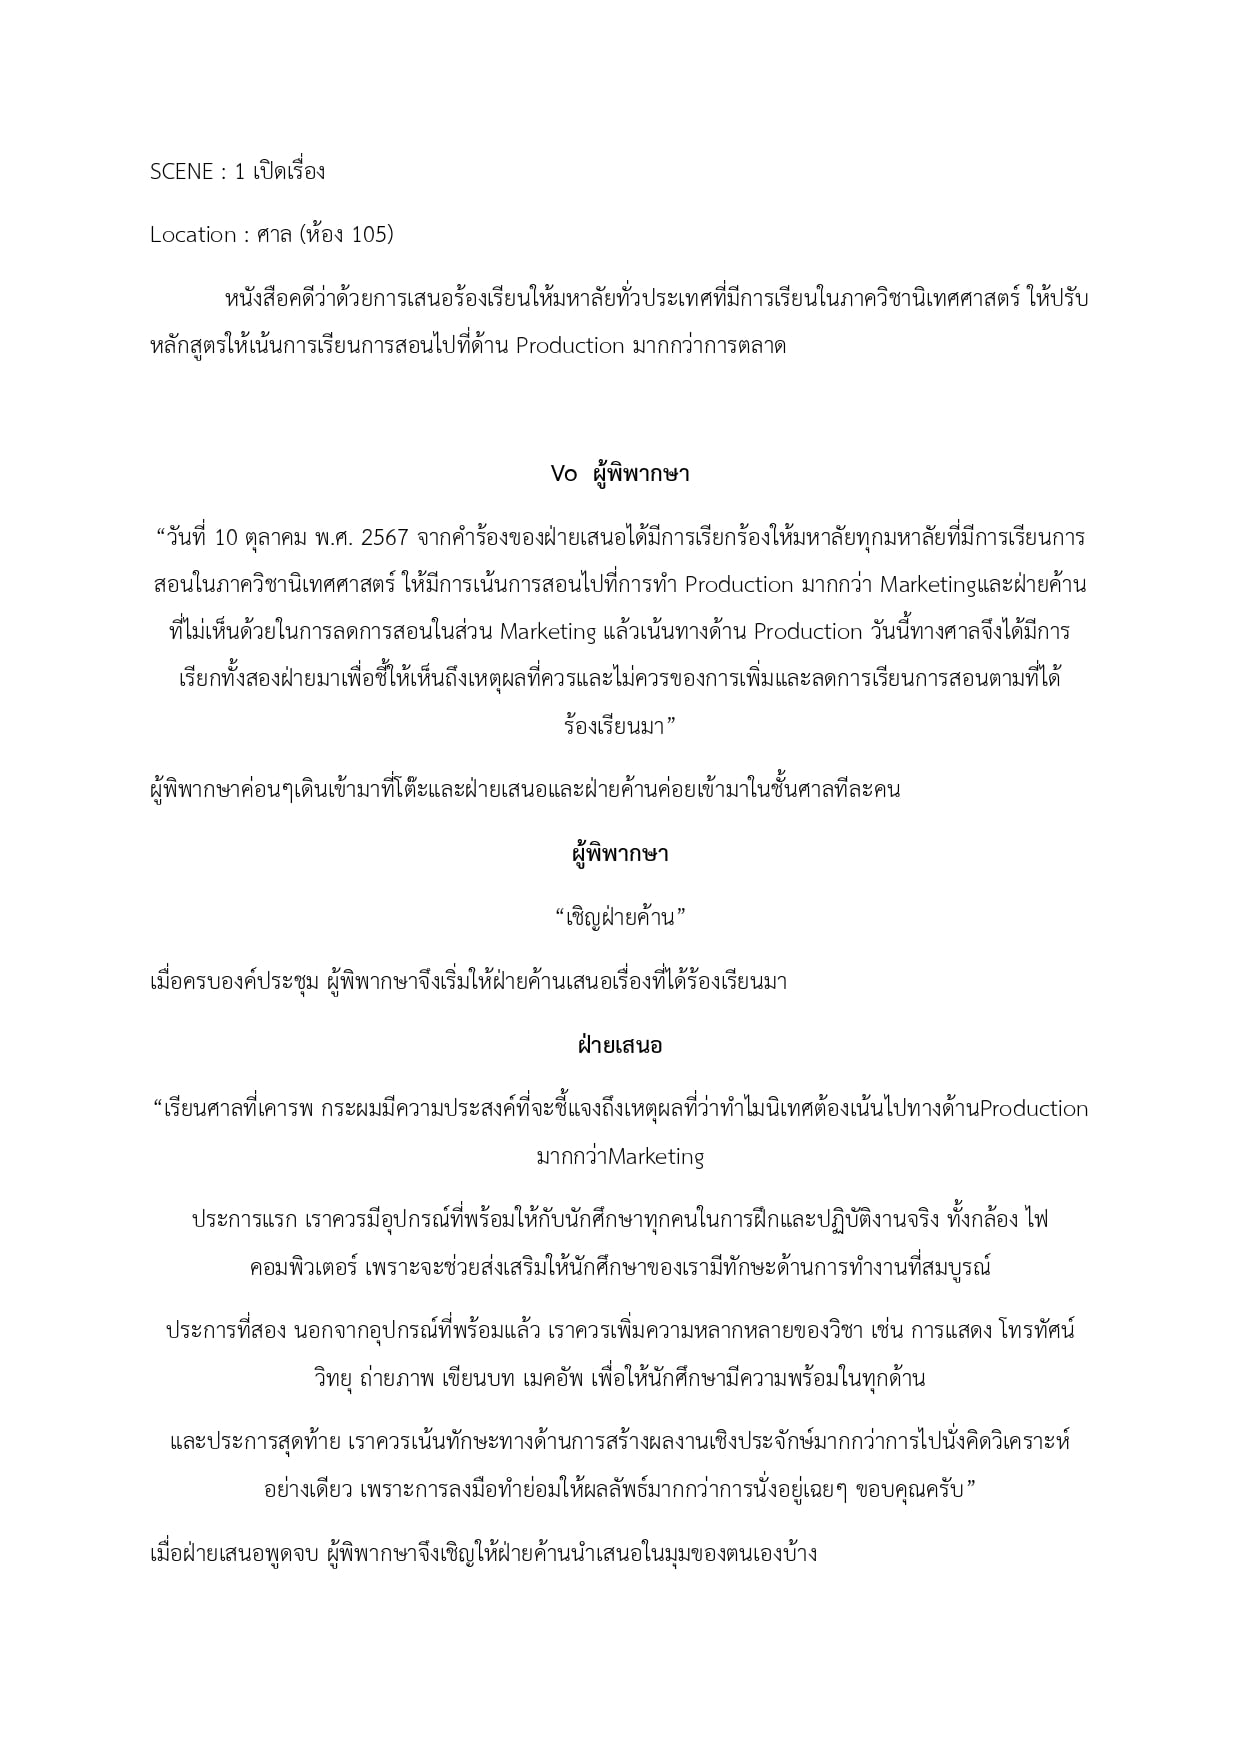 SCENE : 1 เปิดเรื่อง
Location : ศาล (ห้อง 105)
หนังสือคดีว่าด้วยการเสนอร้องเรียนให้มหาลัยทั่วประเทศที่มีการเรียนในภาควิชานิเทศศาสตร์ ให้ปรับ
หลักสูตรให้เน้นการเรียนการสอนไปที่ด้าน Production มากกว่าการตลาด
Vo ผู้พิพากษา
“วันที่ 10 ตุลาคม พ.ศ. 2567 จากคำร้องของฝ่ายเสนอได้มีการเรียกร้องให้มหาลัยทุกมหาลัยที่มีการเรียนการ
สอนในภาควิชานิเทศศาสตร์ ให้มีการเน้นการสอนไปที่การทำ Production มากกว่า Marketingและฝ่ายค้าน
ที่ไม่เห็นด้วยในการลดการสอนในส่วน Marketing แล้วเน้นทางด้าน Production วันนี้ทางศาลจึงได้มีการ
เรียกทั้งสองฝ่ายมาเพื่อชี้ให้เห็นถึงเหตุผลที่ควรและไม่ควรของการเพิ่มและลดการเรียนการสอนตามที่ได้
ร้องเรียนมา”
ผู้พิพากษาค่อนๆเดินเข้ามาที่โต๊ะและฝ่ายเสนอและฝ่ายค้านค่อยเข้ามาในชั้นศาลทีละคน
ผู้พิพากษา
“เชิญฝ่ายค้าน”
เมื่อครบองค์ประชุม ผู้พิพากษาจึงเริ่มให้ฝ่ายค้านเสนอเรื่องที่ได้ร้องเรียนมา
ฝ่ายเสนอ
“เรียนศาลที่เคารพ กระผมมีความประสงค์ที่จะชี้แจงถึงเหตุผลที่ว่าทำไมนิเทศต้องเน้นไปทางด้านProduction
มากกว่าMarketing
ประการแรก เราควรมีอุปกรณ์ที่พร้อมให้กับนักศึกษาทุกคนในการฝึกและปฏิบัติงานจริง ทั้งกล้อง ไฟ
คอมพิวเตอร์ เพราะจะช่วยส่งเสริมให้นักศึกษาของเรามีทักษะด้านการทำงานที่สมบูรณ์
ประการที่สอง นอกจากอุปกรณ์ที่พร้อมแล้ว เราควรเพิ่มความหลากหลายของวิชา เช่น การแสดง โทรทัศน์
วิทยุ ถ่ายภาพ เขียนบท เมคอัพ เพื่อให้นักศึกษามีความพร้อมในทุกด้าน
และประการสุดท้าย เราควรเน้นทักษะทางด้านการสร้างผลงานเชิงประจักษ์มากกว่าการไปนั่งคิดวิเคราะห์
อย่างเดียว เพราะการลงมือทำย่อมให้ผลลัพธ์มากกว่าการนั่งอยู่เฉยๆ ขอบคุณครับ”
เมื่อฝ่ายเสนอพูดจบ ผู้พิพากษาจึงเชิญให้ฝ่ายค้านนำเสนอในมุมของตนเองบ้าง